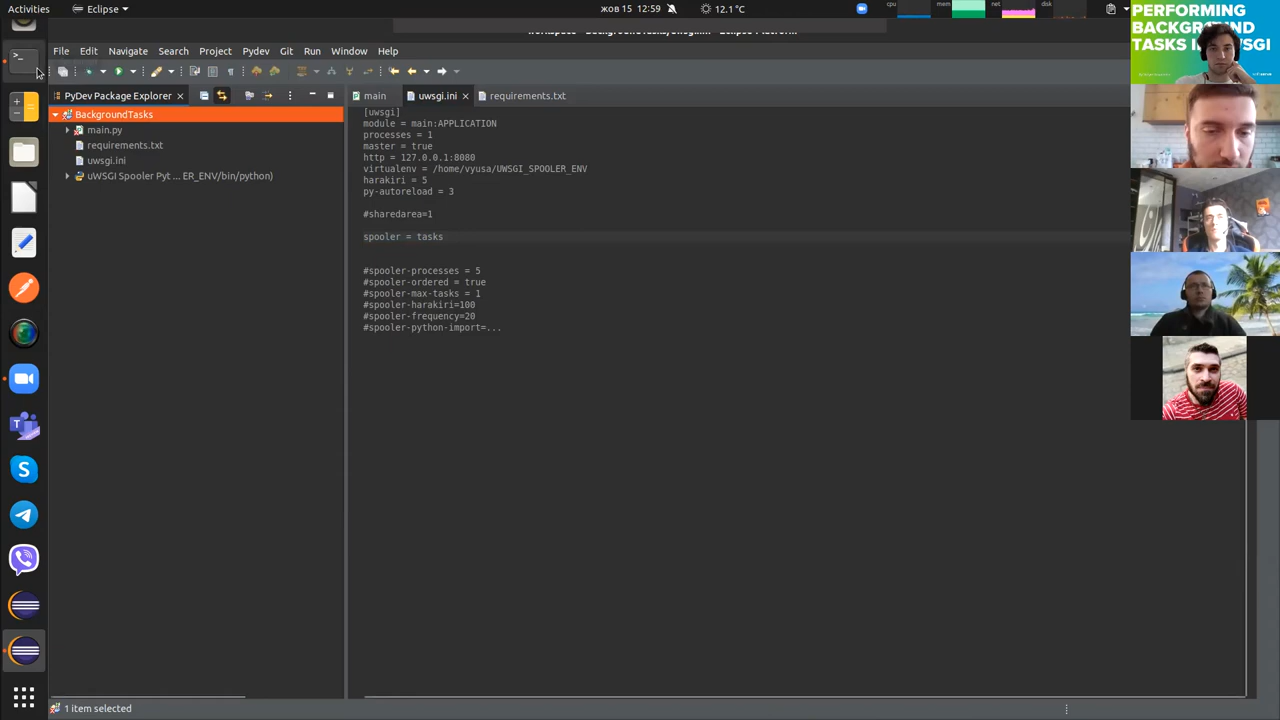 Activities
Eclipse
жов 15 12:59
12.1 °C
cpu
mem
net
disk
File Edit Navigate Search Project Pydev Git Run Window Help
PyDev Package Explorer
BackgroundTasks
main.py
requirements.txt
uwsgi.ini
uWSGI Spooler Pyt ... ER_ENV/bin/python)
main
uwsgi.ini
requirements.txt
[uwsgi]
module = main:APPLICATION
processes = 1
master = true
http = 127.0.0.1:8080
virtualenv = /home/vyusa/UWSGI_SPOOLER_ENV
harakiri = 5
py-autoreload = 3
#sharedarea=1
spooler = tasks
#spooler-processes = 5
#spooler-ordered = true
#spooler-max-tasks = 1
#spooler-harakiri=100
#spooler-frequency=20
#spooler-python-import=...
PERFORMING
BACKGROUND
TASKS IN
1 item selected